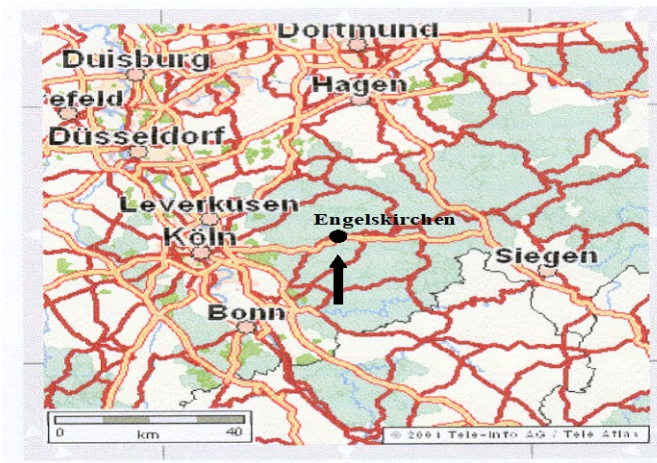 Dortmund
Duisburg
Hagen
efeld
Düsseldorf
Leverkusen
Engelskirchen
Köln
Siegen
Bonn
0 40
km
© 2001 Tele-Info AG / Tele Atlas